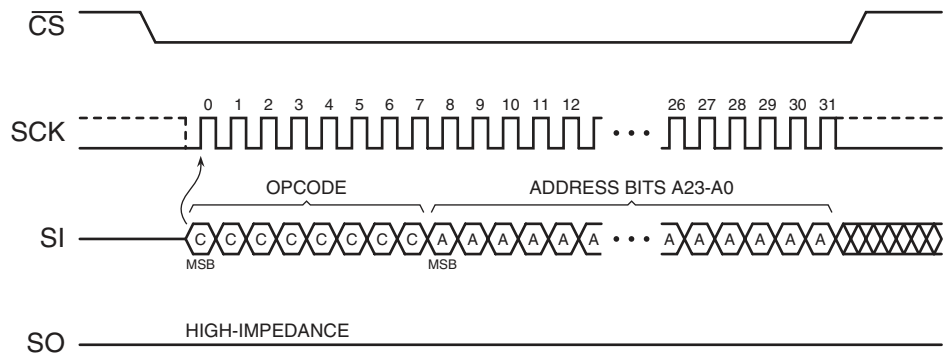 CS
0 1 2 3 4 5 6 7 8 9 10 11 12 26 27 28 29 30 31
SCK
OPCODE ADDRESS BITS A23-A0
SI C C C C C C C C A A A A A A A A A A A A
MSB MSB
HIGH-IMPEDANCE
SO